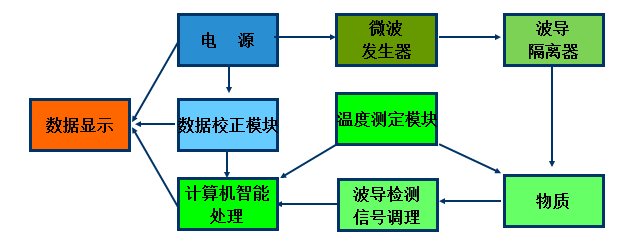 电 源
微波
发生器
波导
隔离器
数据显示
数据校正模块
温度测定模块
计算机智能
处理
波导检测
信号调理
物质